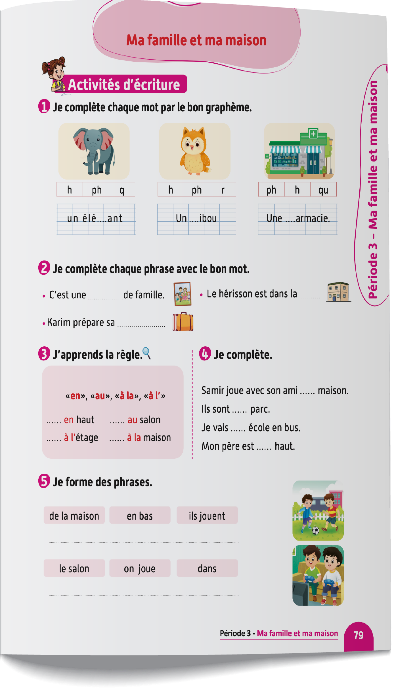 Ma famille et ma maison
Activités d'écriture
1 Je complète chaque mot par le bon graphème.
h ph q
h ph r
ph h qu
un élé....ant
Un ....ibou
Une ....armacie.
2 Je complète chaque phrase avec le bon mot.
• C'est une ........ de famille.
• Le hérisson est dans la
• Karim prépare sa ......................
3 J'apprends la règle.
«en», «au», «à la», «à l'»
...... en haut ...... au salon
...... à l'étage ...... à la maison
4 Je complète.
Samir joue avec son ami ...... maison.
Ils sont ...... parc.
Je vais ...... école en bus.
Mon père est ...... haut.
5 Je forme des phrases.
de la maison en bas ils jouent
le salon on joue dans
Période 3 - Ma famille et ma maison 79
Période 3 - Ma famille et ma maison